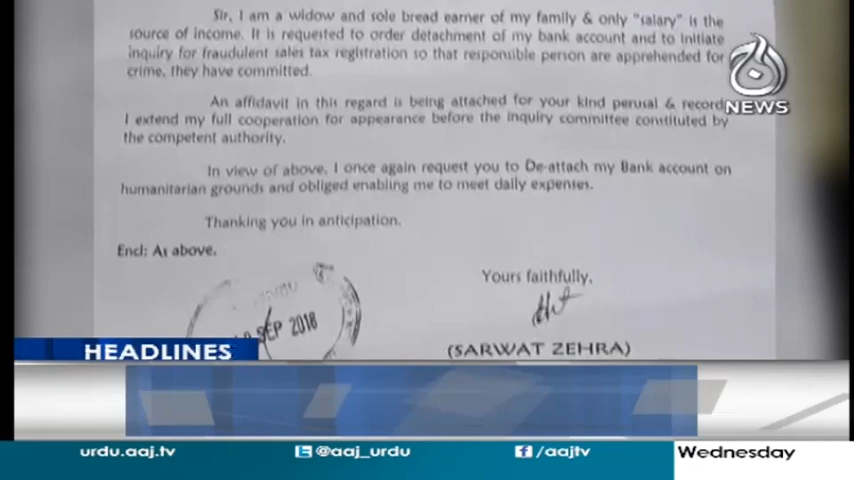 Sir, I am a widow and sole bread earner of my family & only "salary" is the
source of income. It is requested to order detachment of my bank account and to initiate
inquiry for fraudulent sales tax registration so that responsible person are apprehended for
crime, they have committed.
An affidavit in this regard is being attached for your kind perusal & record.
I extend my full cooperation for appearance before the inquiry committee constituted by
the competent authority.
In view of above, I once again request you to De-attach my Bank account on
humanitarian grounds and obliged enabling me to meet daily expenses.
Thanking you in anticipation.
Encl: As above.
Yours faithfully,
SEP 2018
(SARWAT ZEHRA)
NEWS
HEADLINES
urdu.aaj.tv
@aaj_urdu
/aajtv
Wednesday